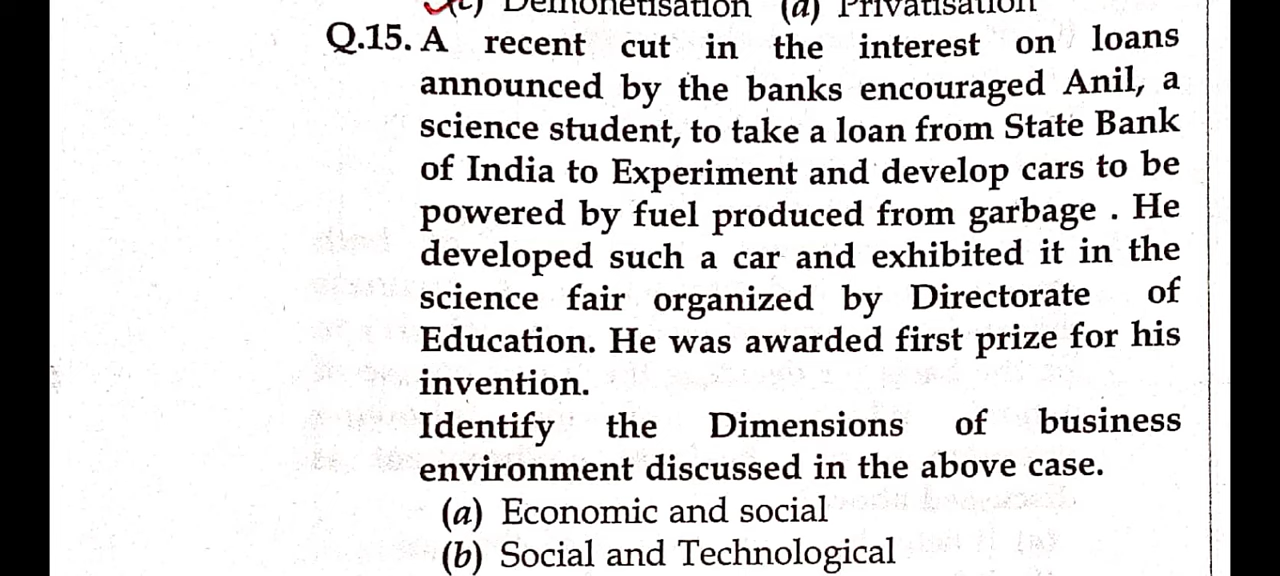 (c) Demonetisation (d) Privatisation
Q.15. A recent cut in the interest on loans
announced by the banks encouraged Anil, a
science student, to take a loan from State Bank
of India to Experiment and develop cars to be
powered by fuel produced from garbage . He
developed such a car and exhibited it in the
science fair organized by Directorate of
Education. He was awarded first prize for his
invention.
Identify the Dimensions of business
environment discussed in the above case.
(a) Economic and social
(b) Social and Technological